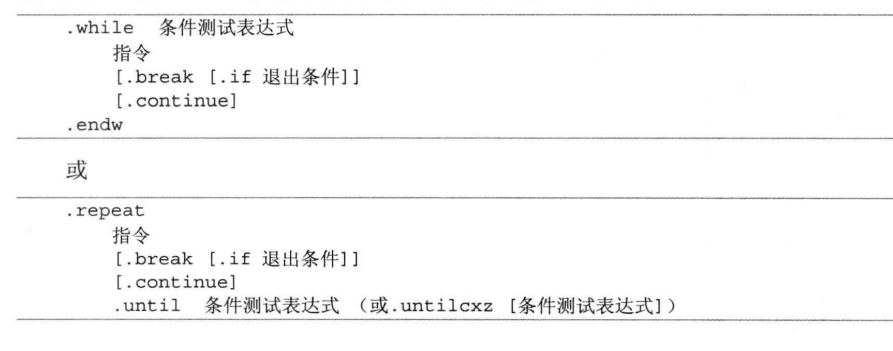 .while 条件测试表达式
指令
[.break [.if 退出条件]]
[.continue]
.endw
或
.repeat
指令
[.break [.if 退出条件]]
[.continue]
.until 条件测试表达式 (或.untilcxz [条件测试表达式])